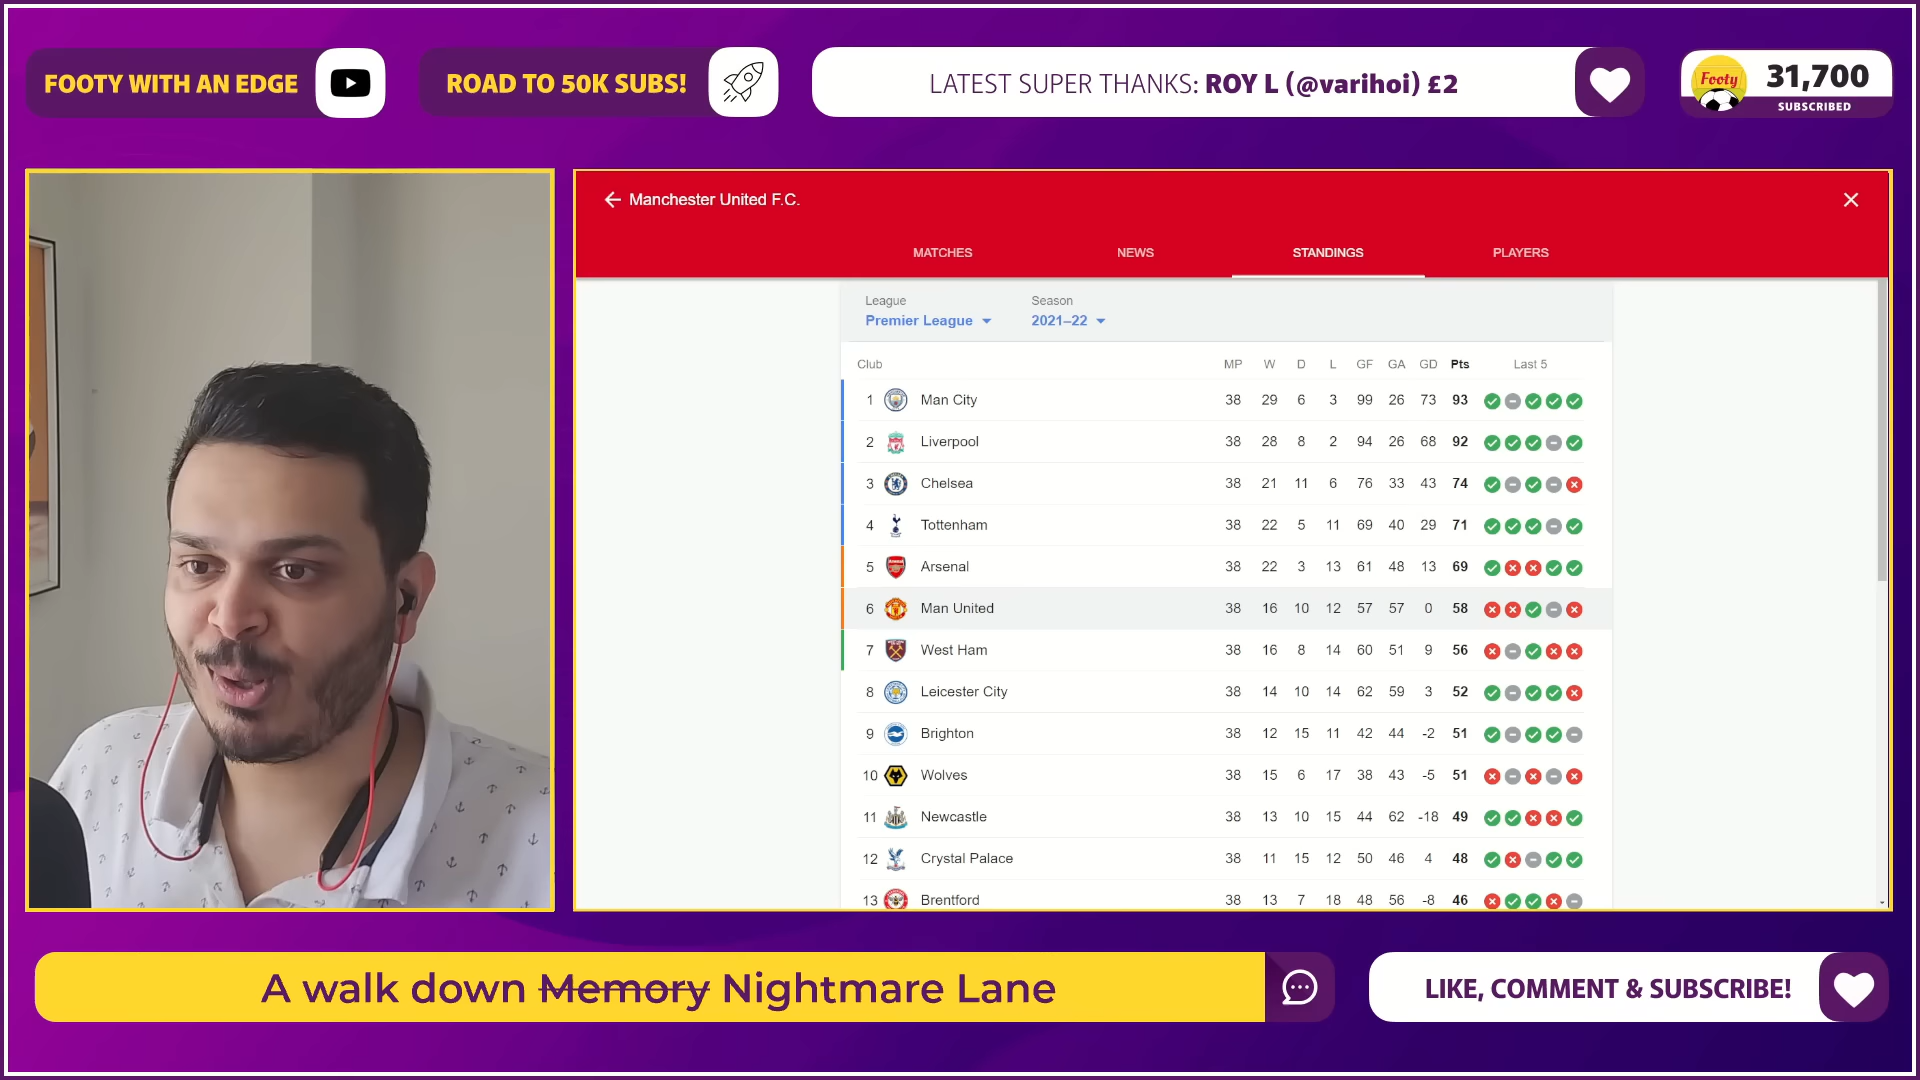 FOOTY WITH AN EDGE
ROAD TO 50K SUBS!
LATEST SUPER THANKS: ROY L (@varihoi) £2
Footy
31,700
SUBSCRIBED
Manchester United F.C.
MATCHES NEWS STANDINGS PLAYERS
League Season
Premier League 2021–22
Club MP W D L GF GA GD Pts Last 5
1 Man City 38 29 6 3 99 26 73 93
2 Liverpool 38 28 8 2 94 26 68 92
3 Chelsea 38 21 11 6 76 33 43 74
4 Tottenham 38 22 5 11 69 40 29 71
5 Arsenal 38 22 3 13 61 48 13 69
6 Man United 38 16 10 12 57 57 0 58
7 West Ham 38 16 8 14 60 51 9 56
8 Leicester City 38 14 10 14 62 59 3 52
9 Brighton 38 12 15 11 42 44 -2 51
10 Wolves 38 15 6 17 38 43 -5 51
11 Newcastle 38 13 10 15 44 62 -18 49
12 Crystal Palace 38 11 15 12 50 46 4 48
13 Brentford 38 13 7 18 48 56 -8 46
A walk down Memory Nightmare Lane
LIKE, COMMENT & SUBSCRIBE!